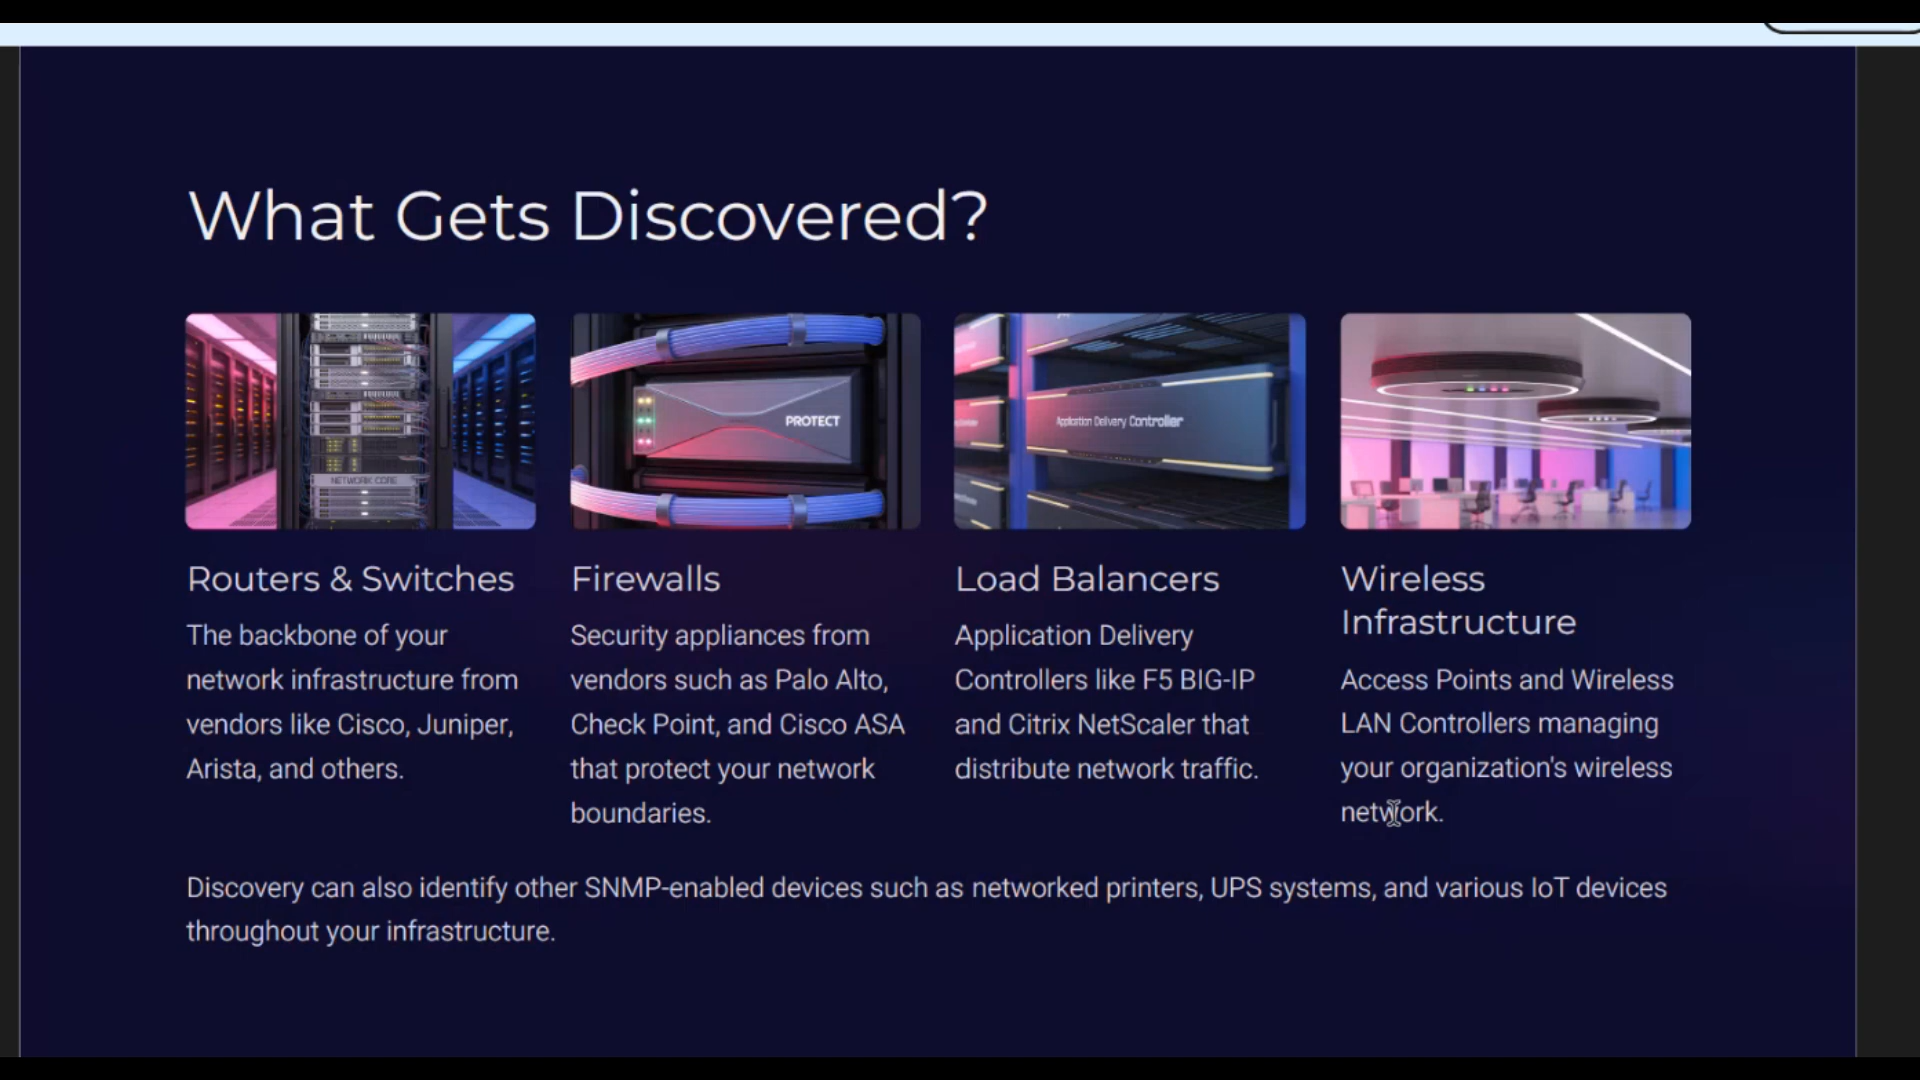 What Gets Discovered?
NETWORK CORE
PROTECT
Application Delivery Controller
Routers & Switches
The backbone of your
network infrastructure from
vendors like Cisco, Juniper,
Arista, and others.
Firewalls
Security appliances from
vendors such as Palo Alto,
Check Point, and Cisco ASA
that protect your network
boundaries.
Load Balancers
Application Delivery
Controllers like F5 BIG-IP
and Citrix NetScaler that
distribute network traffic.
Wireless
Infrastructure
Access Points and Wireless
LAN Controllers managing
your organization's wireless
network.
Discovery can also identify other SNMP-enabled devices such as networked printers, UPS systems, and various IoT devices
throughout your infrastructure.